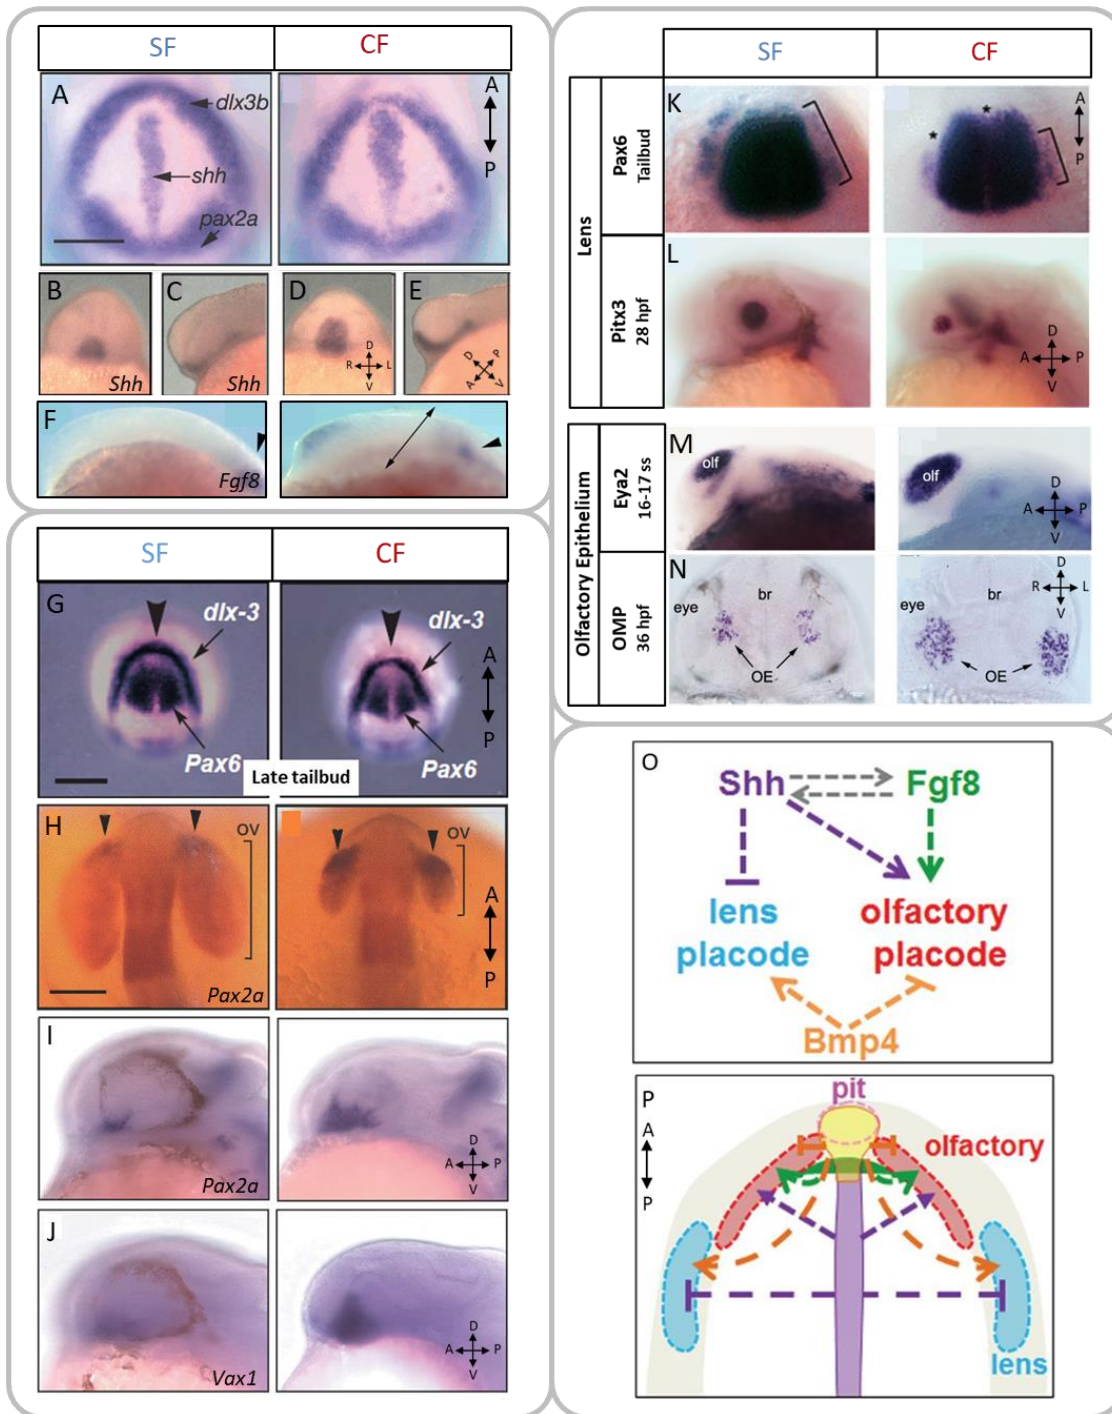 SF CF
A
dlx3b
shh
pax2a
A
P
B C D E
Shh
Shh
D
R L
V
D P
A V
F
Fgf8
SF CF
G
dlx-3
Pax6
dlx-3
Pax6
A
P
Late tailbud
H
ov
Pax2a
ov
A
P
I
Pax2a
D
A P
V
J
Vax1
D
A P
V
SF CF
Lens
Pax6
Tailbud
K
*
*
A
P
Pitx3
28 hpf
L
D
A P
V
Olfactory Epithelium
Eya2
16-17 ss
M
olf
olf
D
A P
V
OMP
36 hpf
N
eye
br
OE
eye
br
OE
D
R L
V
O
Shh Fgf8
lens olfactory
placode placode
Bmp4
P
A
P
pit
olfactory
lens